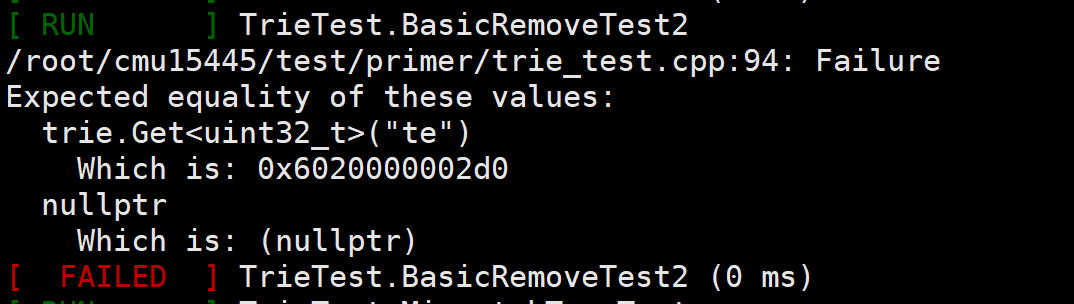 [ RUN      ] TrieTest.BasicRemoveTest2
/root/cmu15445/test/primer/trie_test.cpp:94: Failure
Expected equality of these values:
  trie.Get<uint32_t>("te")
    Which is: 0x6020000002d0
  nullptr
    Which is: (nullptr)
[  FAILED  ] TrieTest.BasicRemoveTest2 (0 ms)